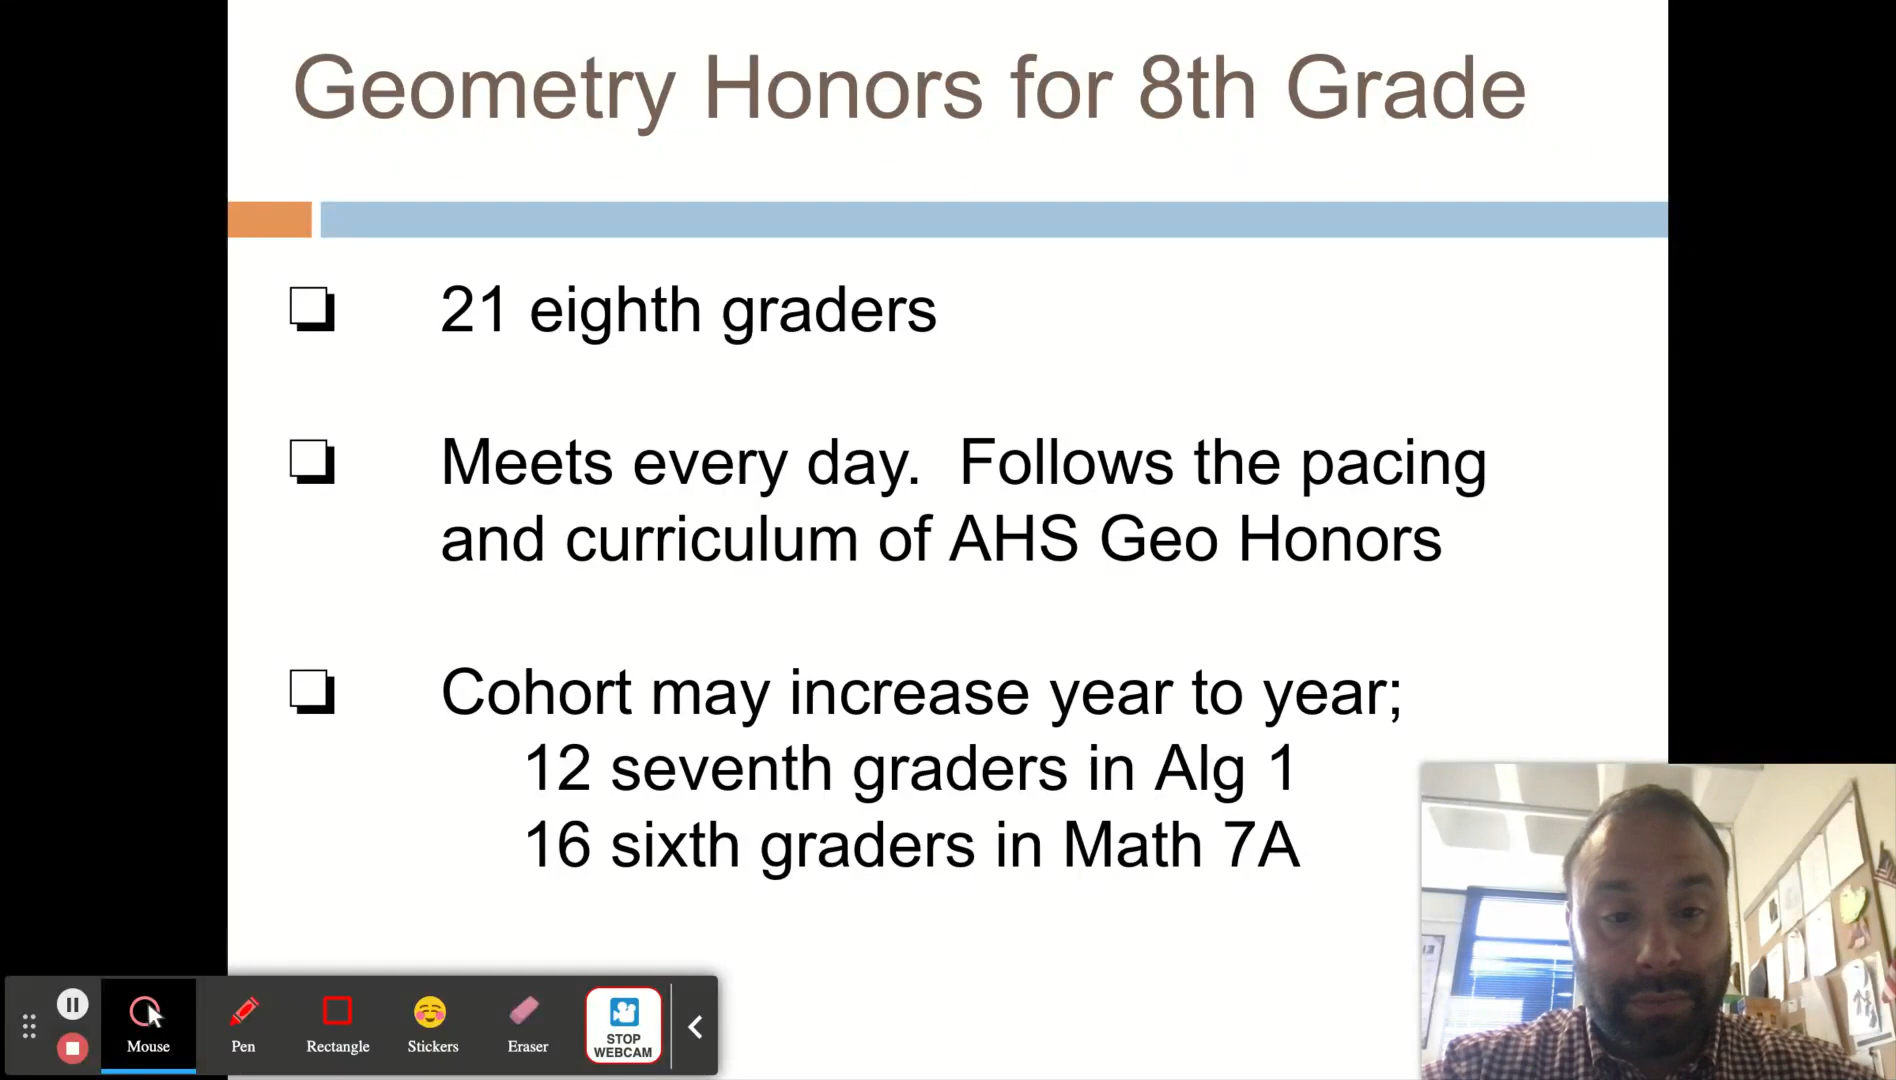 Geometry Honors for 8th Grade
21 eighth graders
Meets every day.  Follows the pacing
and curriculum of AHS Geo Honors
Cohort may increase year to year;
12 seventh graders in Alg 1
16 sixth graders in Math 7A
Mouse
Pen
Rectangle
Stickers
Eraser
STOP
WEBCAM